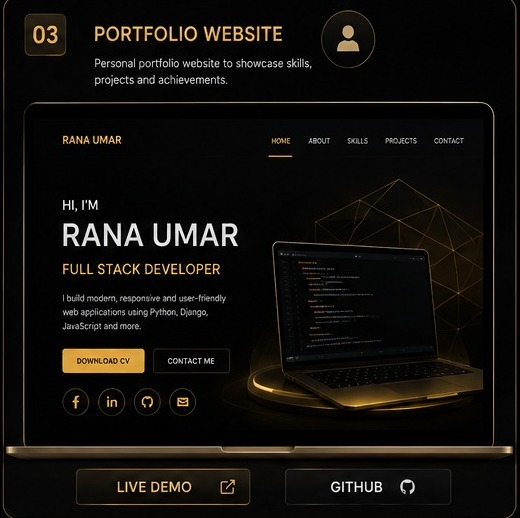 03
PORTFOLIO WEBSITE
Personal portfolio website to showcase skills,
projects and achievements.
RANA UMAR
HOME ABOUT SKILLS PROJECTS CONTACT
HI, I'M
RANA UMAR
FULL STACK DEVELOPER
I build modern, responsive and user-friendly
web applications using Python, Django,
JavaScript and more.
DOWNLOAD CV CONTACT ME
f in
LIVE DEMO
GITHUB